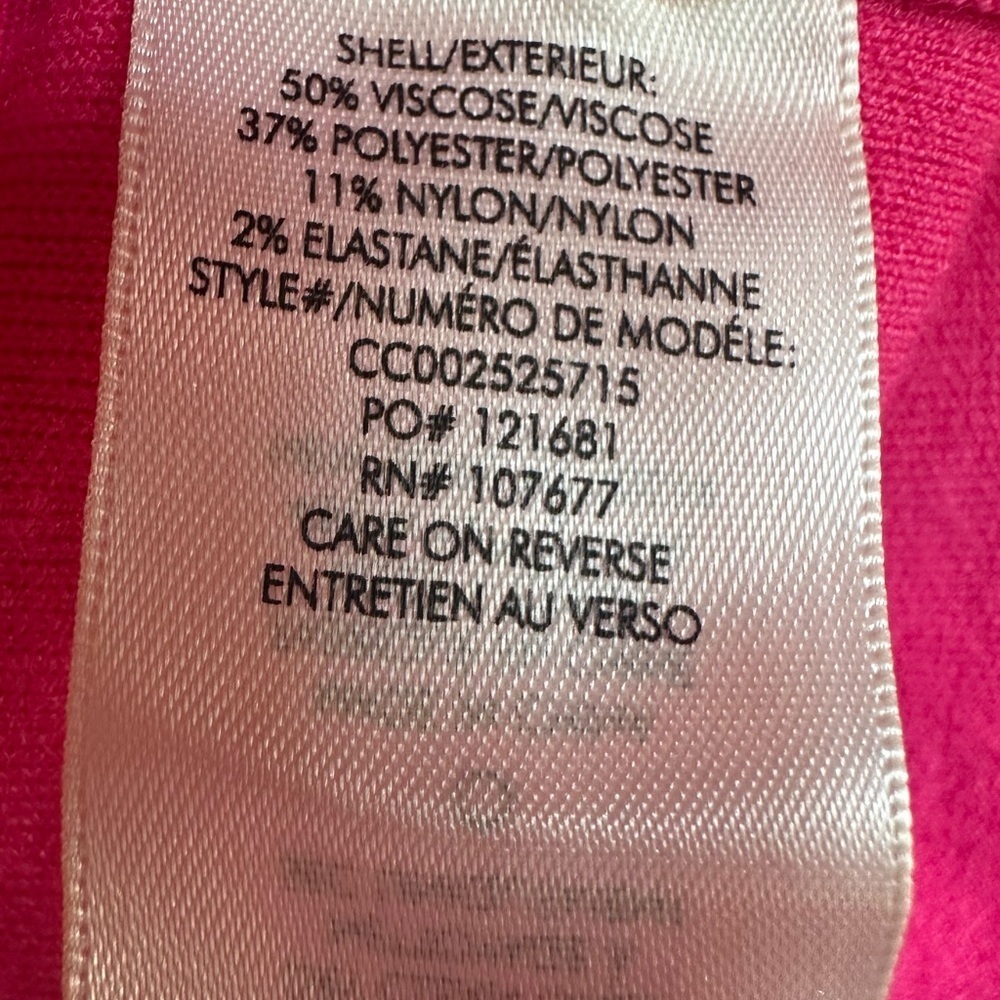 SHELL/EXTERIEUR:
50% VISCOSE/VISCOSE
37% POLYESTER/POLYESTER
11% NYLON/NYLON
2% ELASTANE/ÉLASTHANNE
STYLE#/NUMÉRO DE MODÉLE:
CC002525715
PO# 121681
RN# 107677
CARE ON REVERSE
ENTRETIEN AU VERSO